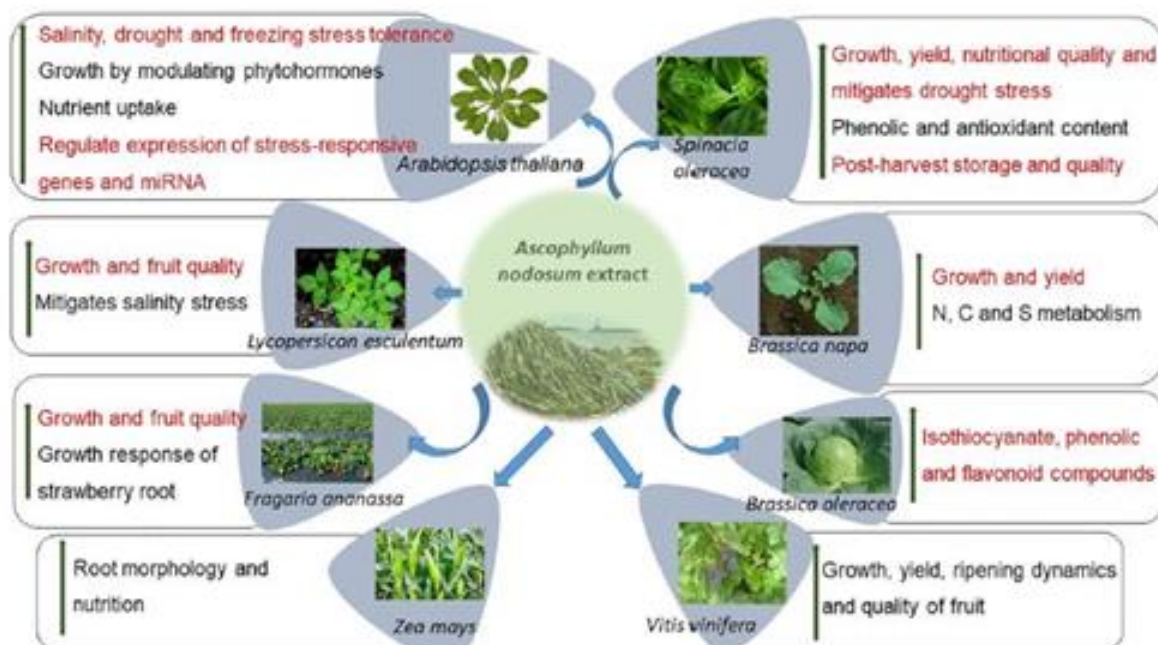 Salinity, drought and freezing stress tolerance
Growth by modulating phytohormones
Nutrient uptake
Regulate expression of stress-responsive
genes and miRNA
Arabidopsis thaliana
Spinacia
oleracea
Growth, yield, nutritional quality and
mitigates drought stress
Phenolic and antioxidant content
Post-harvest storage and quality
Growth and fruit quality
Mitigates salinity stress
Lycopersicon esculentum
Ascophyllum
nodosum extract
Brassica napa
Growth and yield
N, C and S metabolism
Growth and fruit quality
Growth response of
strawberry root
Fragaria ananassa
Brassica oleracea
Isothiocyanate, phenolic
and flavonoid compounds
Root morphology and
nutrition
Zea mays
Vitis vinifera
Growth, yield, ripening dynamics
and quality of fruit